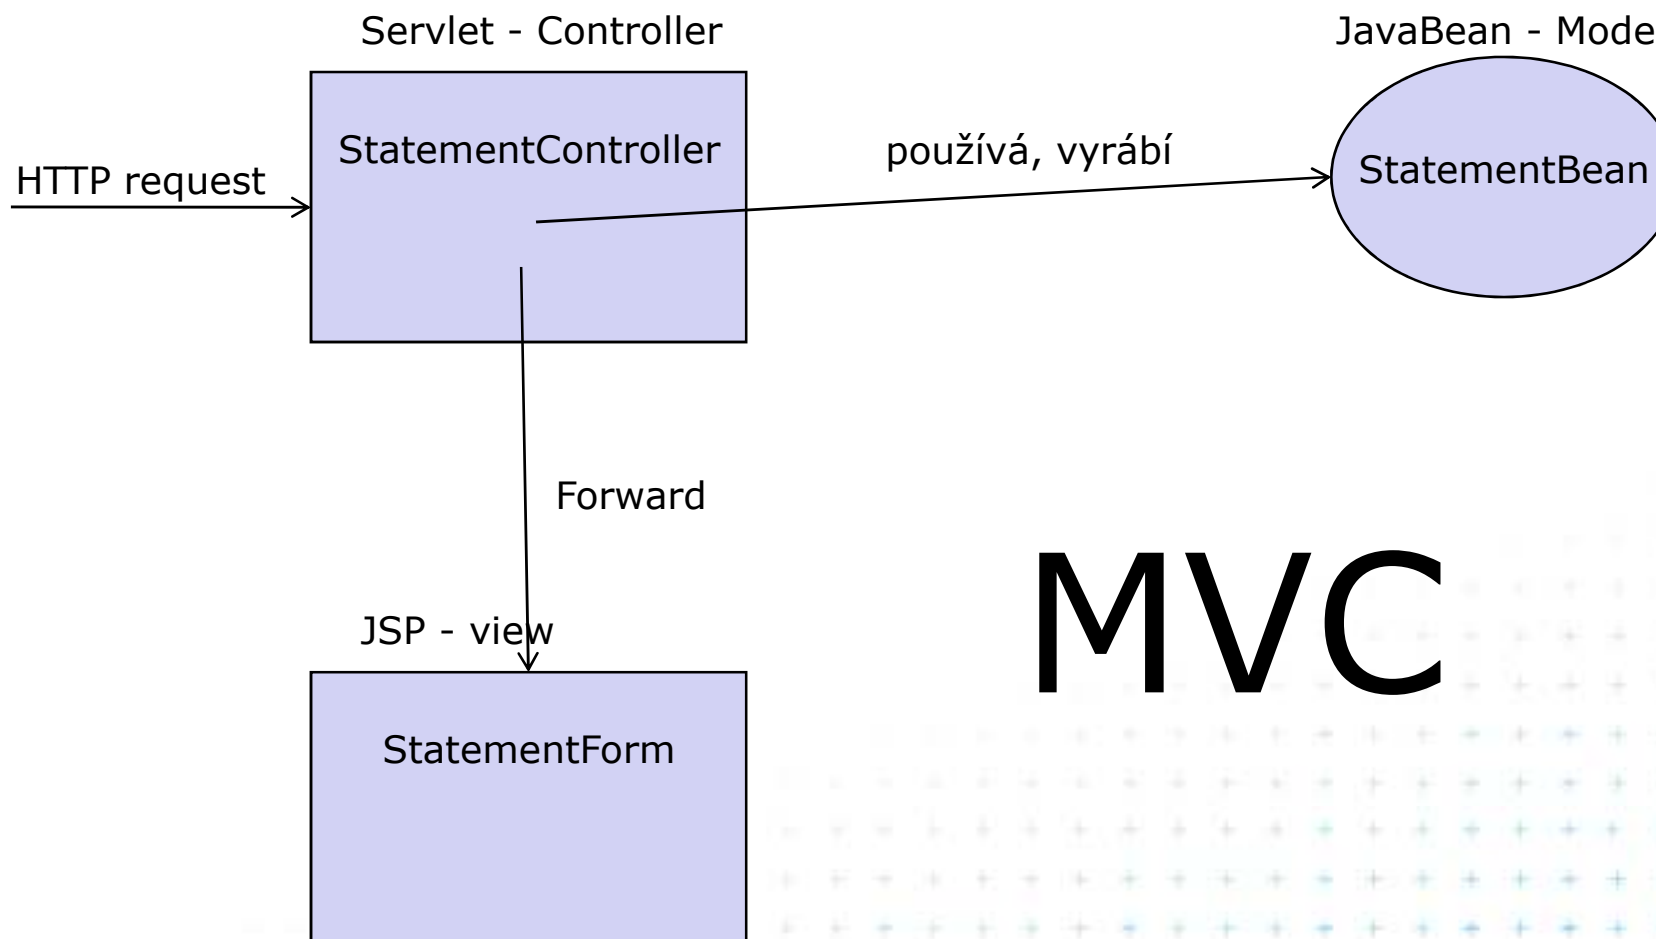 Servlet - Controller
JavaBean - Mode
StatementController
používá, vyrábí
StatementBean
HTTP request
Forward
MVC
JSP - view
StatementForm